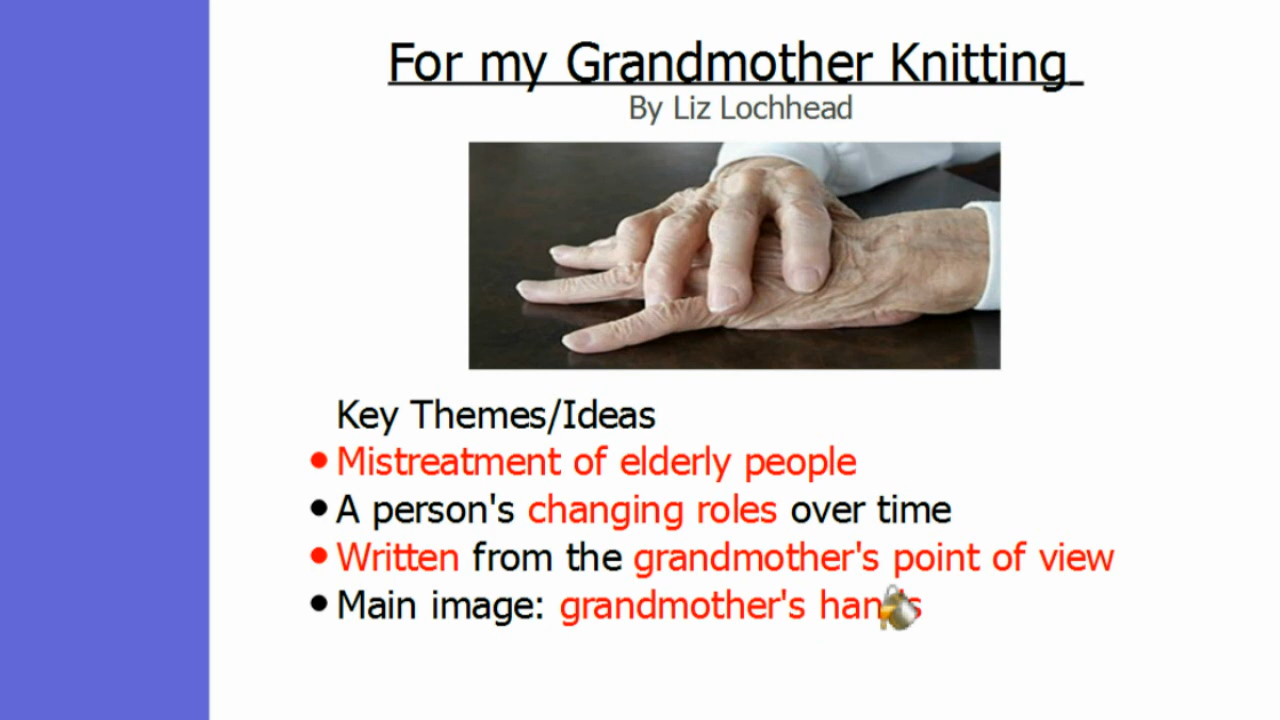 For my Grandmother Knitting
By Liz Lochhead
Key Themes/Ideas
• Mistreatment of elderly people
• A person's changing roles over time
• Written from the grandmother's point of view
• Main image: grandmother's hands